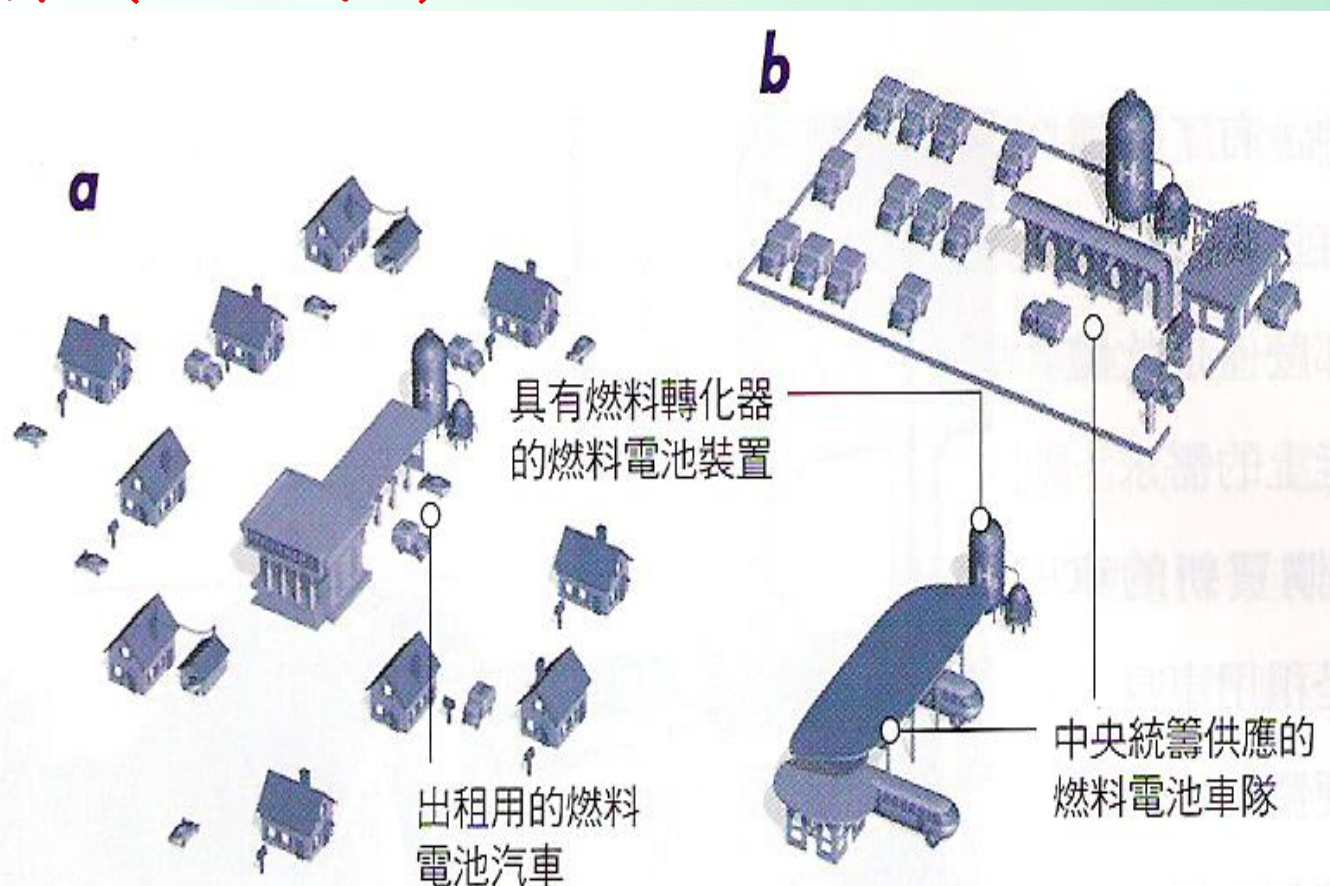 a
b
具有燃料轉化器
的燃料電池裝置
出租用的燃料
電池汽車
中央統籌供應的
燃料電池車隊